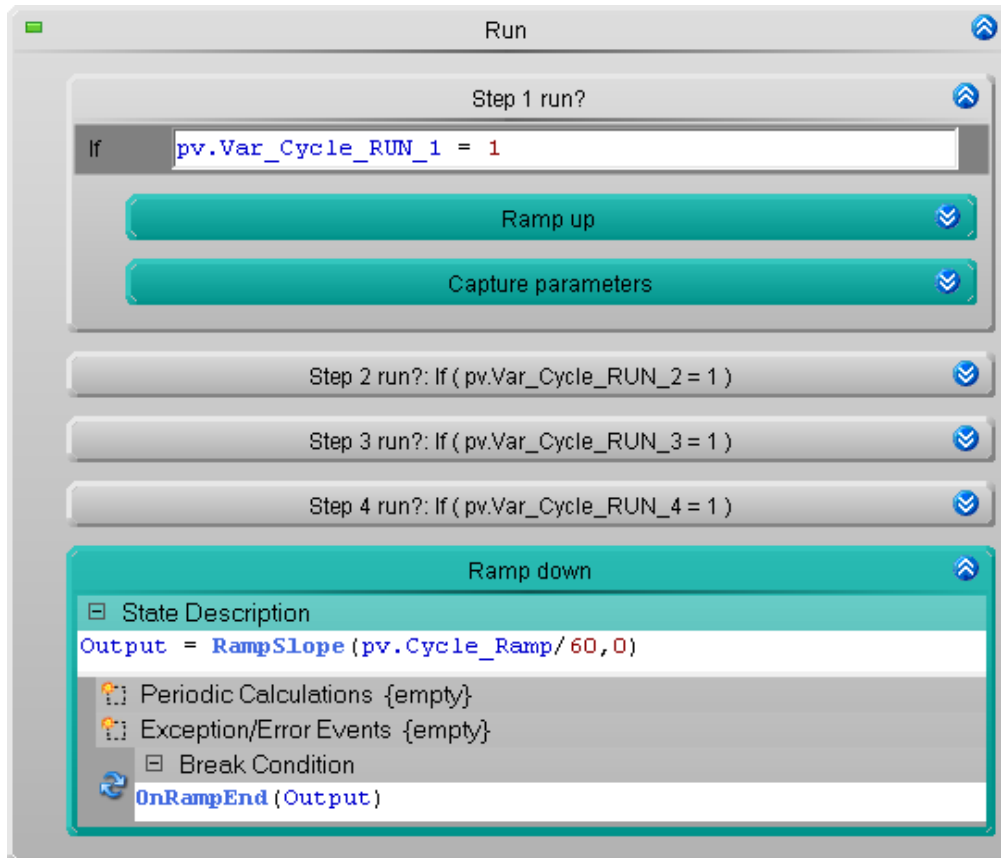 Run
Step 1 run?
If pv.Var_Cycle_RUN_1 = 1
Ramp up
Capture parameters
Step 2 run?: If ( pv.Var_Cycle_RUN_2 = 1 )
Step 3 run?: If ( pv.Var_Cycle_RUN_3 = 1 )
Step 4 run?: If ( pv.Var_Cycle_RUN_4 = 1 )
Ramp down
State Description
Output = RampSlope(pv.Cycle_Ramp/60,0)
Periodic Calculations {empty}
Exception/Error Events {empty}
Break Condition
OnRampEnd(Output)